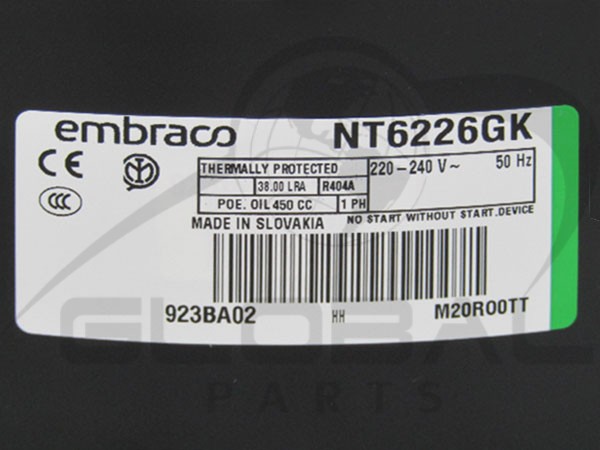 embraco NT6226GK
CE
THERMALLY PROTECTED 220-240 V~ 50 Hz
38.00 LRA R404A
CCC
POE. OIL 450 CC 1 PH
MADE IN SLOVAKIA NO START WITHOUT START.DEVICE
923BA02 HH M20R00TT
GLOBAL
PARTS